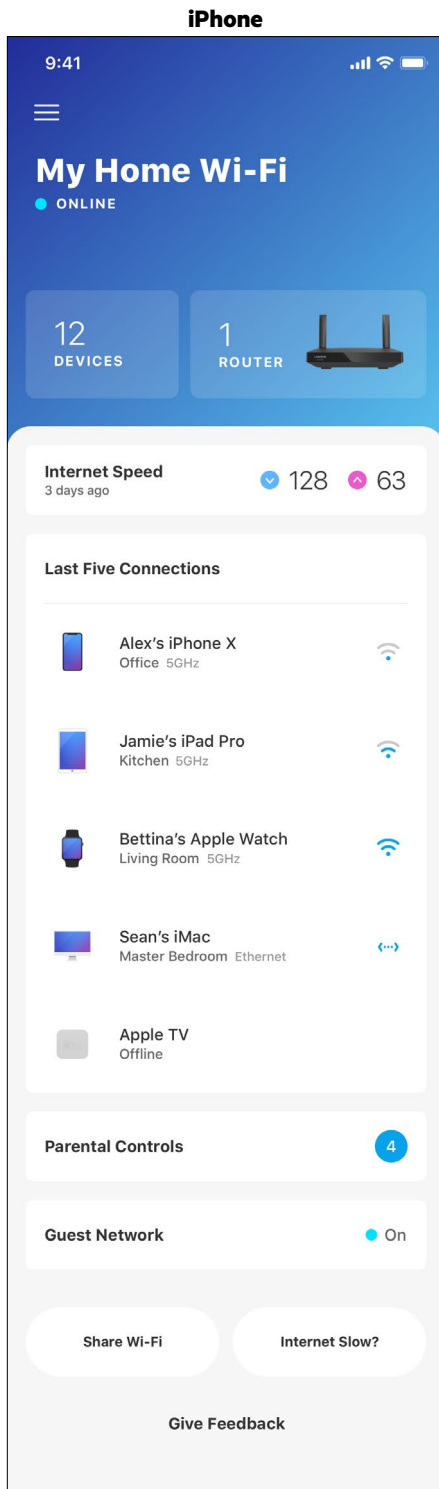 iPhone
9:41
My Home Wi-Fi
ONLINE
12
DEVICES
1
ROUTER
Internet Speed
3 days ago
128
63
Last Five Connections
Alex’s iPhone X
Office 5GHz
Jamie’s iPad Pro
Kitchen 5GHz
Bettina’s Apple Watch
Living Room 5GHz
Sean’s iMac
Master Bedroom Ethernet
Apple TV
Offline
Parental Controls
4
Guest Network
On
Share Wi-Fi
Internet Slow?
Give Feedback